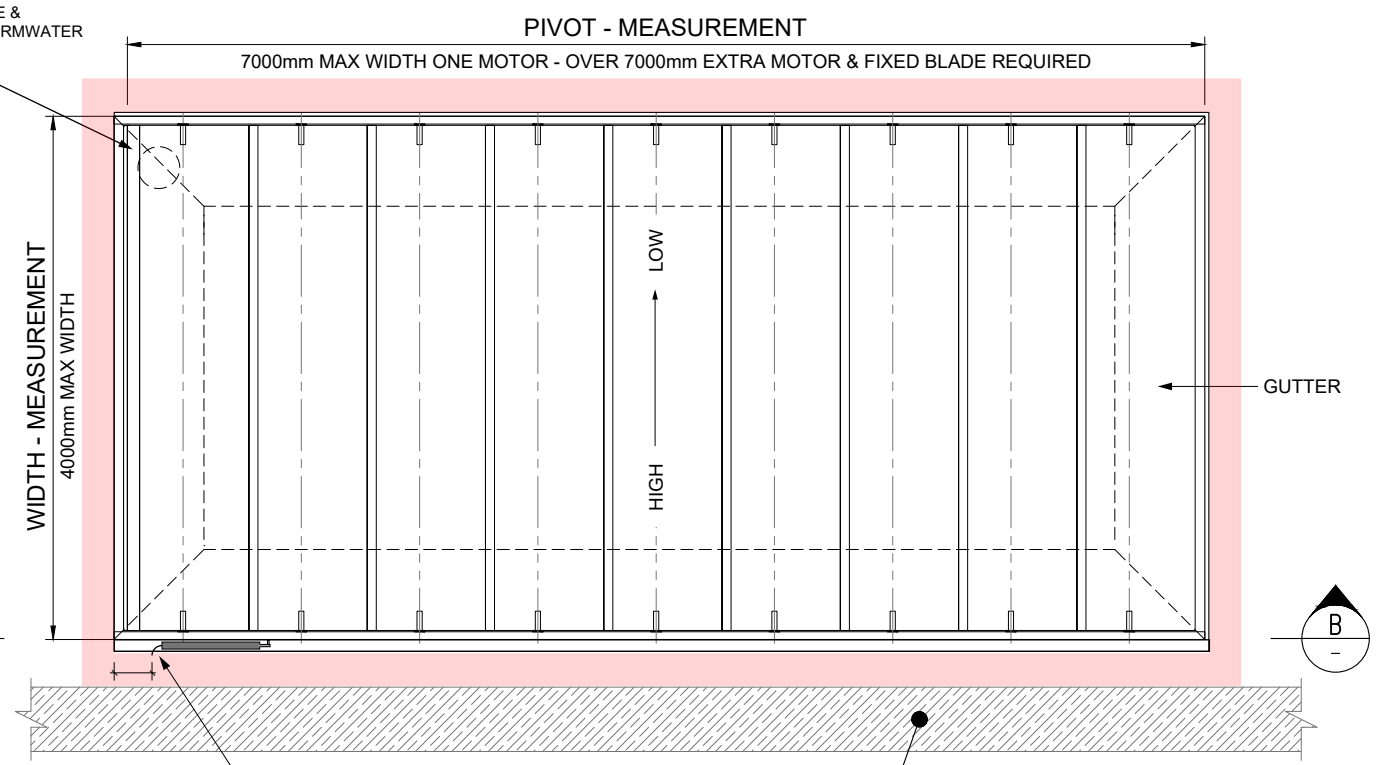 E &
RMWATER
PIVOT - MEASUREMENT
7000mm MAX WIDTH ONE MOTOR - OVER 7000mm EXTRA MOTOR & FIXED BLADE REQUIRED
WIDTH - MEASUREMENT
4000mm MAX WIDTH
LOW
HIGH
GUTTER
B
-